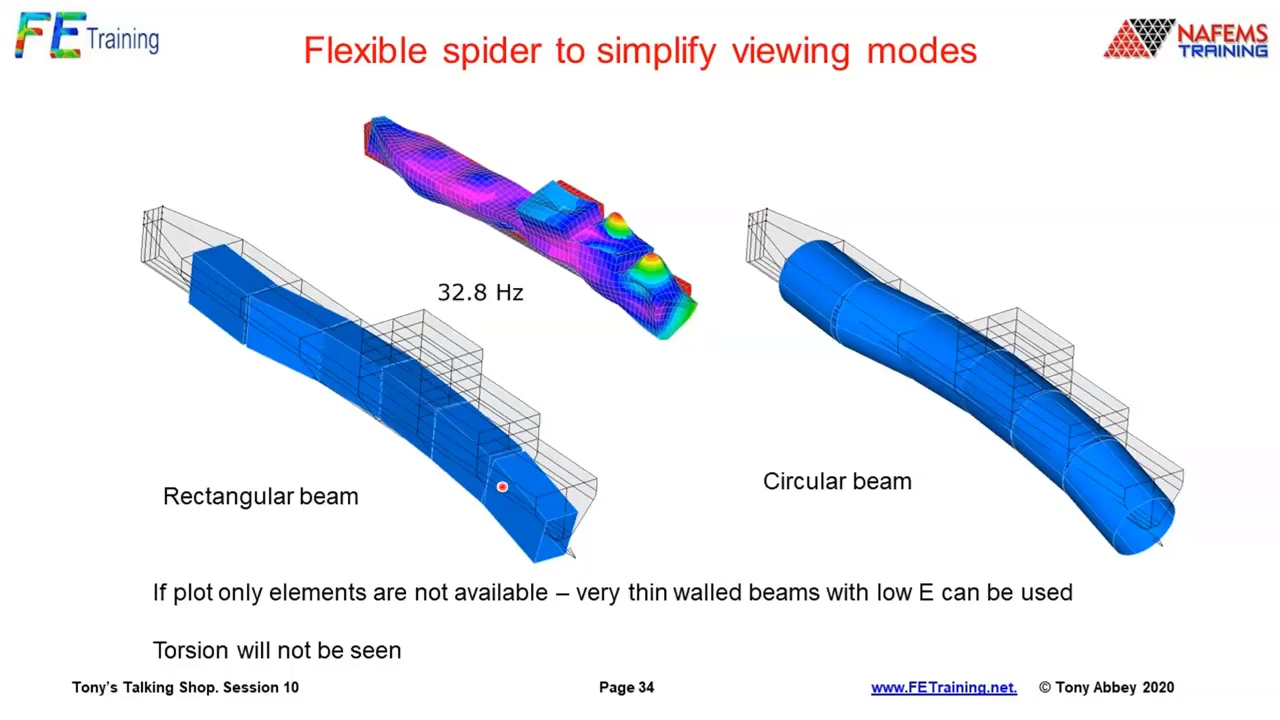 FE Training
Flexible spider to simplify viewing modes
NAFEMS
TRAINING
32.8 Hz
Rectangular beam
Circular beam
If plot only elements are not available – very thin walled beams with low E can be used
Torsion will not be seen
Tony's Talking Shop. Session 10
Page 34
www.FETraining.net.
© Tony Abbey 2020